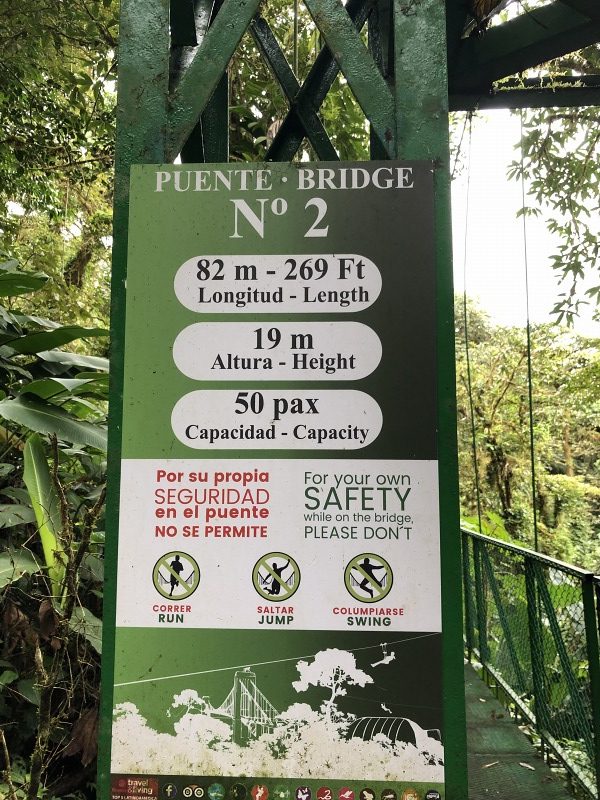 PUENTE · BRIDGE
Nº 2
82 m - 269 Ft
Longitud - Length
19 m
Altura - Height
50 pax
Capacidad - Capacity
Por su propia
SEGURIDAD
en el puente
NO SE PERMITE
For your own
SAFETY
while on the bridge,
PLEASE DON´T
CORRER
RUN
SALTAR
JUMP
COLUMPIARSE
SWING
travel